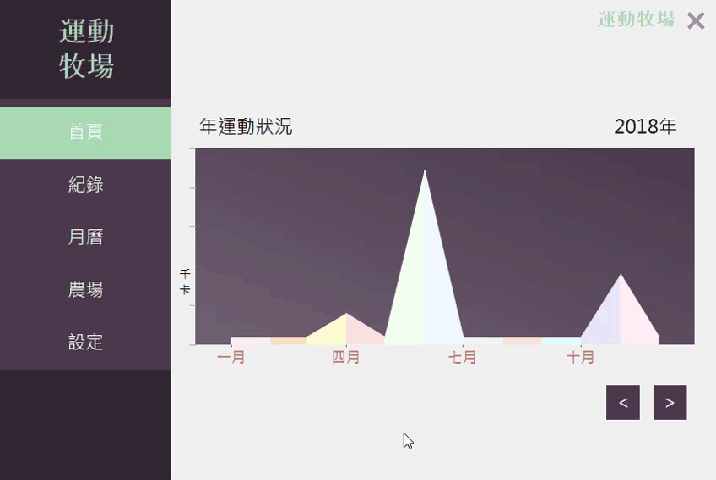 運動
牧場
運動牧場
首頁
紀錄
月曆
農場
設定
年運動狀況
2018年
千
卡
一月
四月
七月
十月
<
>